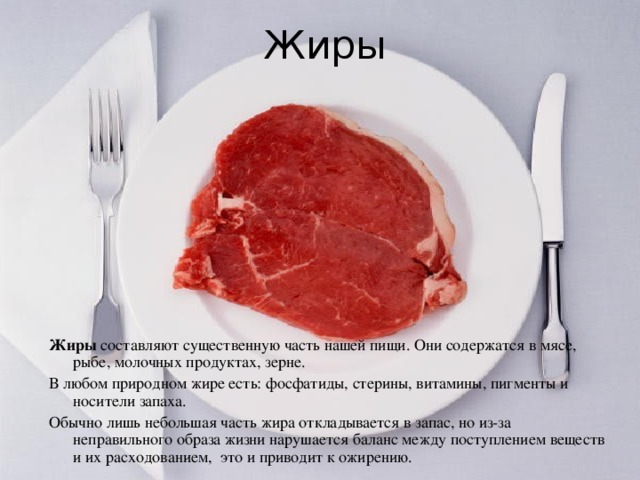 Жиры
Жиры составляют существенную часть нашей пищи. Они содержатся в мясе,
рыбе, молочных продуктах, зерне.
В любом природном жире есть: фосфатиды, стерины, витамины, пигменты и
носители запаха.
Обычно лишь небольшая часть жира откладывается в запас, но из-за
неправильного образа жизни нарушается баланс между поступлением веществ
и их расходованием, это и приводит к ожирению.